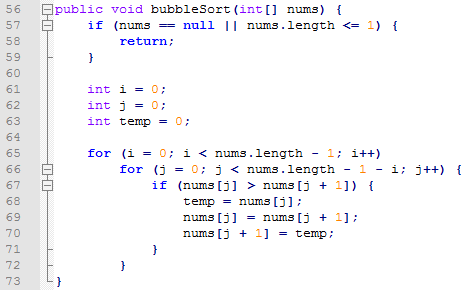 56 public void bubbleSort(int[] nums) {
57     if (nums == null || nums.length <= 1) {
58         return;
59     }
60
61     int i = 0;
62     int j = 0;
63     int temp = 0;
64
65     for (i = 0; i < nums.length - 1; i++)
66         for (j = 0; j < nums.length - 1 - i; j++) {
67             if (nums[j] > nums[j + 1]) {
68                 temp = nums[j];
69                 nums[j] = nums[j + 1];
70                 nums[j + 1] = temp;
71             }
72         }
73 }